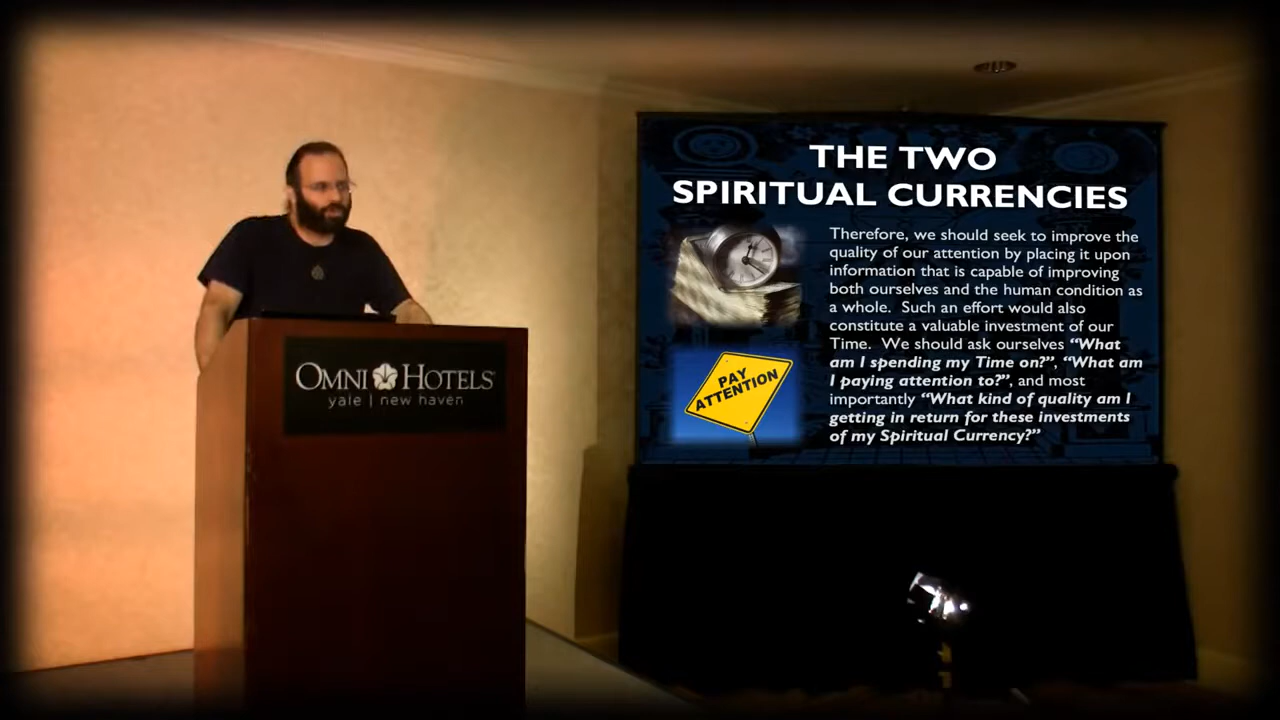 THE TWO
SPIRITUAL CURRENCIES
Therefore, we should seek to improve the
quality of our attention by placing it upon
information that is capable of improving
both ourselves and the human condition as
a whole.  Such an effort would also
constitute a valuable investment of our
Time.  We should ask ourselves “What
am I spending my Time on?”, “What am
I paying attention to?”, and most
importantly “What kind of quality am I
getting in return for these investments
of my Spiritual Currency?”
PAY
ATTENTION
OMNI HOTELS
yale | new haven